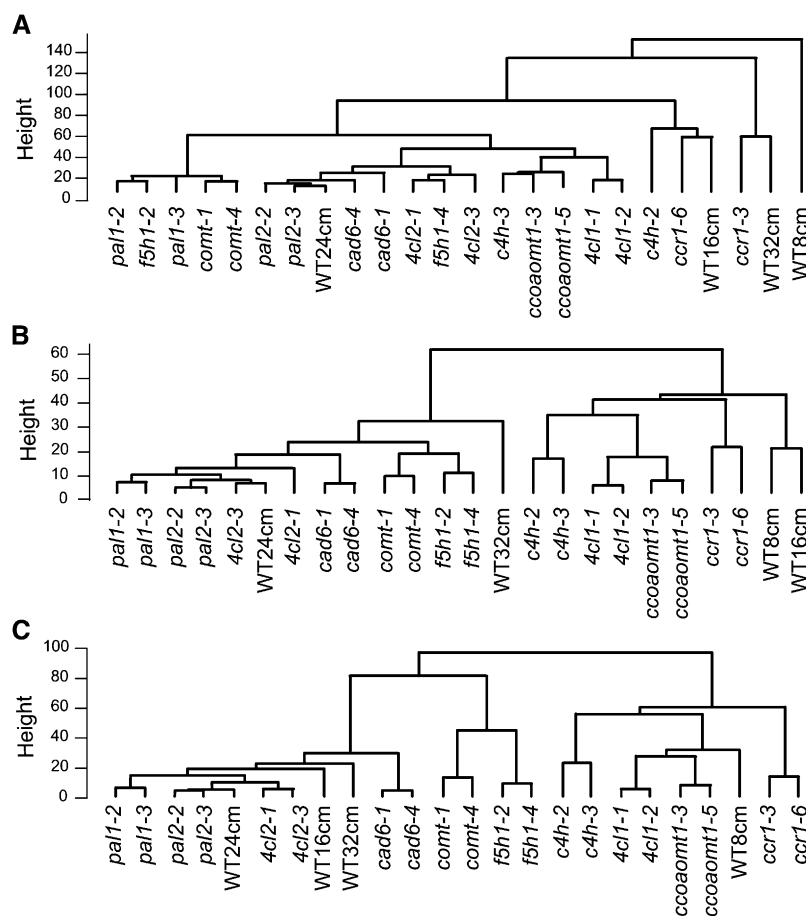 A
Height
140
120
100
80
60
40
20
0
pal1-2 f5h1-2 pal1-3 comt-1 comt-4 pal2-2 pal2-3 WT24cm cad6-4 cad6-1 4cl2-1 f5h1-4 4cl2-3 c4h-3 ccoaomt1-3 ccoaomt1-5 4cl1-1 4cl1-2 c4h-2 ccr1-6 WT16cm ccr1-3 WT32cm WT8cm
B
Height
60
50
40
30
20
10
0
pal1-2 pal1-3 pal2-2 pal2-3 4cl2-3 WT24cm 4cl2-1 cad6-1 cad6-4 comt-1 comt-4 f5h1-2 f5h1-4 WT32cm c4h-2 c4h-3 4cl1-1 4cl1-2 ccoaomt1-3 ccoaomt1-5 ccr1-3 ccr1-6 WT8cm WT16cm
C
Height
100
80
60
40
20
0
pal1-2 pal1-3 pal2-2 pal2-3 WT24cm 4cl2-1 4cl2-3 WT16cm WT32cm cad6-1 cad6-4 comt-1 comt-4 f5h1-2 f5h1-4 c4h-2 c4h-3 4cl1-1 4cl1-2 ccoaomt1-3 ccoaomt1-5 WT8cm ccr1-3 ccr1-6